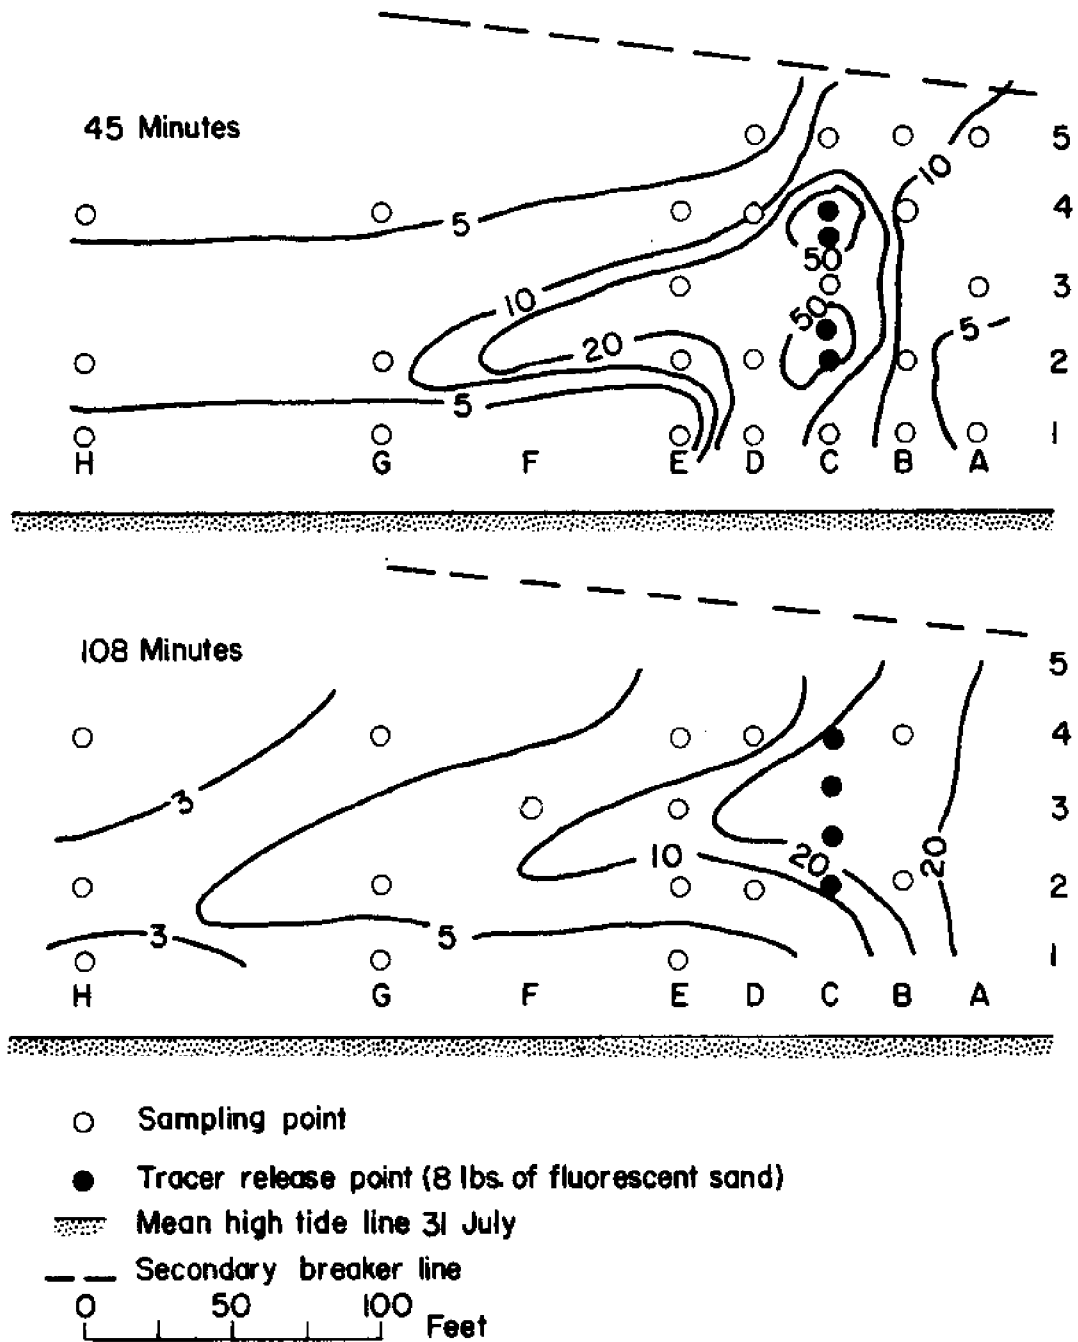 45 Minutes
5
10
5
4
50
3
50
10
5
20
2
5
1
H G F E D C B A
108 Minutes
5
4
3
3
10
20
20
2
3
5
1
H G F E D C B A
Sampling point
Tracer release point (8 lbs. of fluorescent sand)
Mean high tide line 31 July
Secondary breaker line
0 50 100
Feet